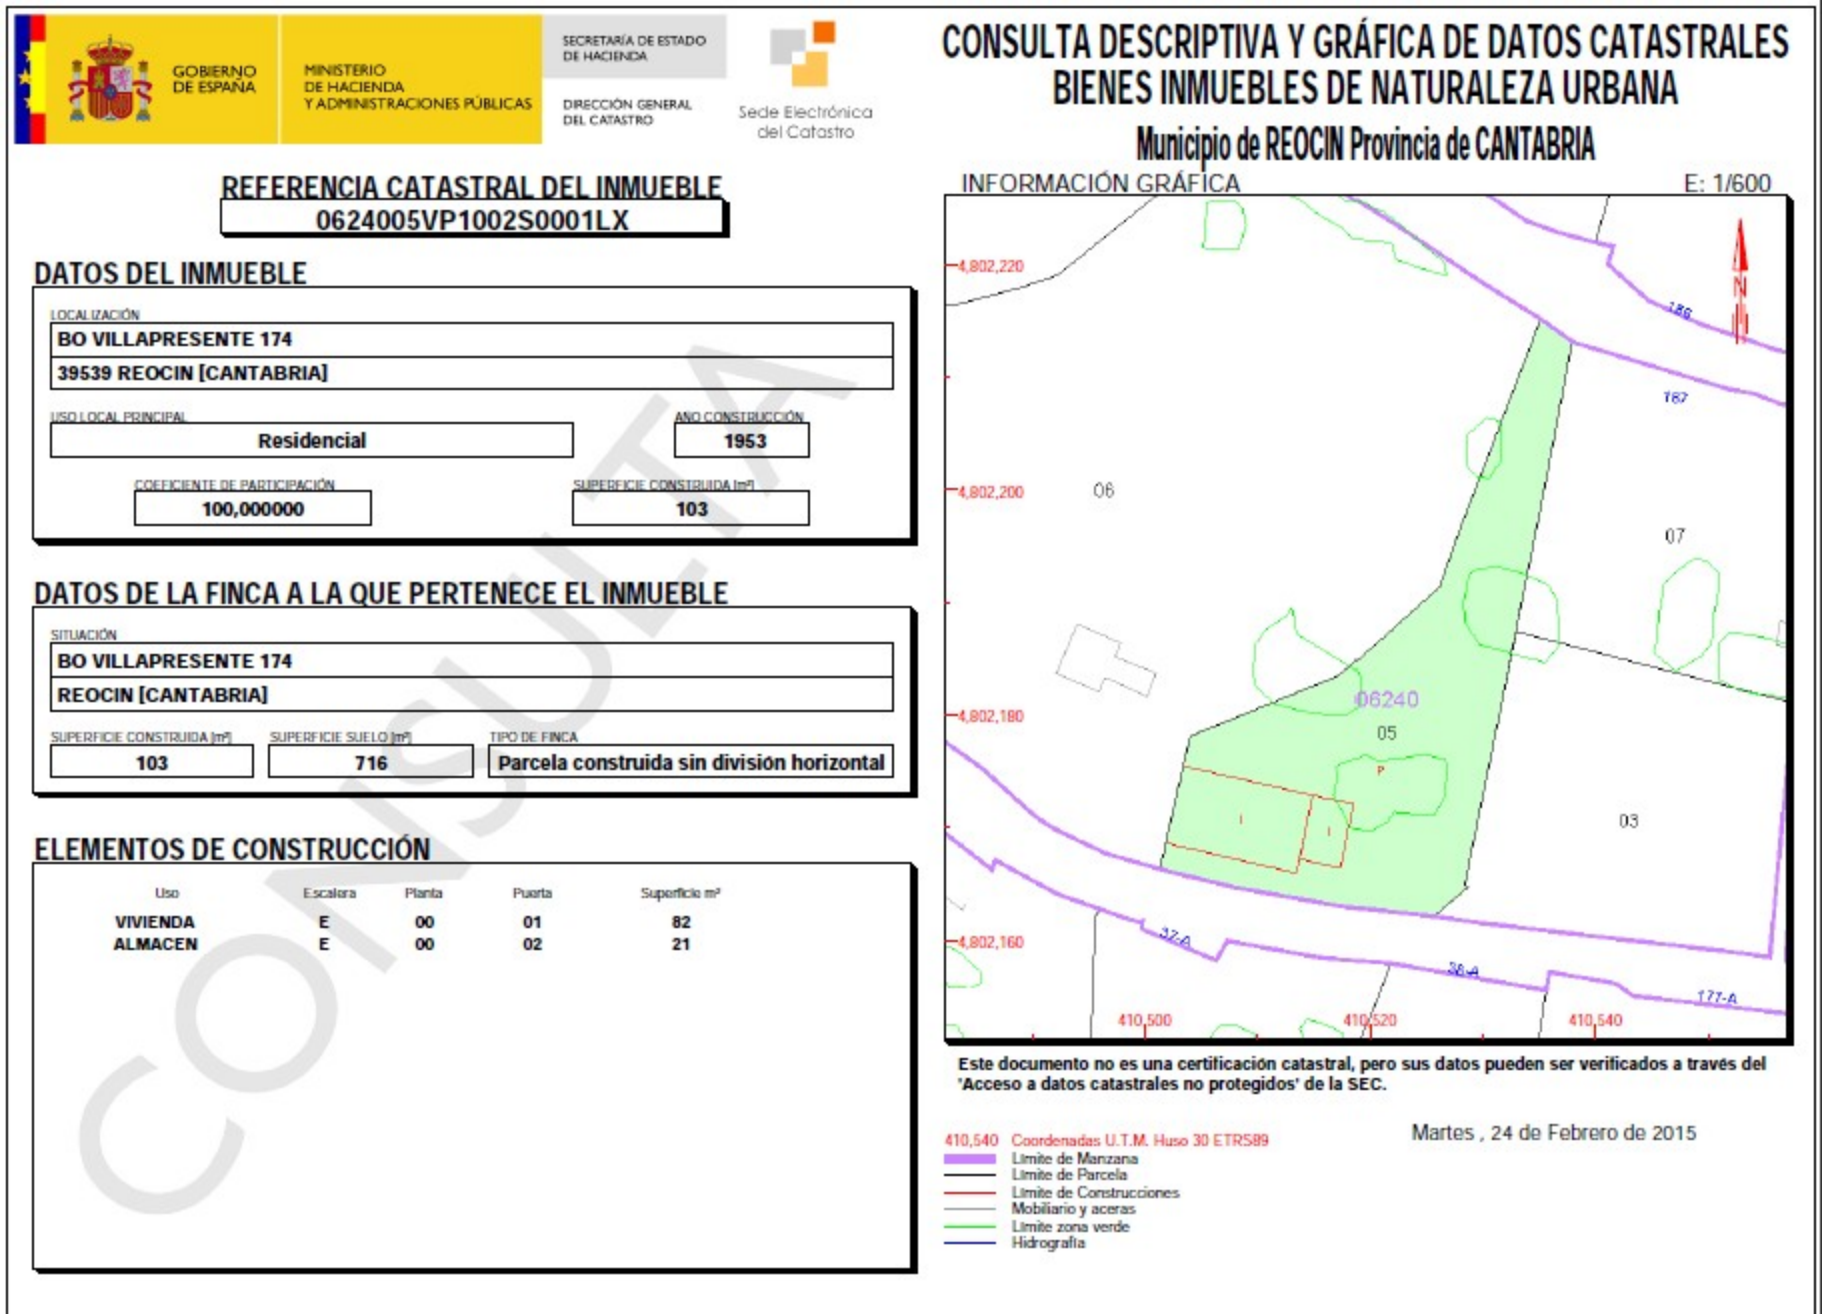 GOBIERNO
DE ESPAÑA
MINISTERIO
DE HACIENDA
Y ADMINISTRACIONES PÚBLICAS
SECRETARÍA DE ESTADO
DE HACIENDA
DIRECCIÓN GENERAL
DEL CATASTRO
Sede Electrónica
del Catastro
CONSULTA DESCRIPTIVA Y GRÁFICA DE DATOS CATASTRALES
BIENES INMUEBLES DE NATURALEZA URBANA
Municipio de REOCIN Provincia de CANTABRIA
REFERENCIA CATASTRAL DEL INMUEBLE
0624005VP1002S0001LX
DATOS DEL INMUEBLE
LOCALIZACIÓN
BO VILLAPRESENTE 174
39539 REOCIN [CANTABRIA]
USO LOCAL PRINCIPAL
AÑO CONSTRUCCIÓN
Residencial
1953
COEFICIENTE DE PARTICIPACIÓN
SUPERFICIE CONSTRUIDA [m²]
100,000000
103
DATOS DE LA FINCA A LA QUE PERTENECE EL INMUEBLE
SITUACIÓN
BO VILLAPRESENTE 174
REOCIN [CANTABRIA]
SUPERFICIE CONSTRUIDA [m²]
SUPERFICIE SUELO [m²]
TIPO DE FINCA
103
716
Parcela construida sin división horizontal
ELEMENTOS DE CONSTRUCCIÓN
Uso Escalera Planta Puerta Superficie m²
VIVIENDA E 00 01 82
ALMACEN E 00 02 21
CONSULTA
INFORMACIÓN GRÁFICA
E: 1/600
4,802,220
N
186
187
4,802,200
06
07
06240
4,802,180
05
P
I
I
03
4,802,160
37-A
38-A
177-A
410,500
410,520
410,540
Este documento no es una certificación catastral, pero sus datos pueden ser verificados a través del
'Acceso a datos catastrales no protegidos' de la SEC.
Martes , 24 de Febrero de 2015
410,540 Coordenadas U.T.M. Huso 30 ETRS89
Límite de Manzana
Límite de Parcela
Límite de Construcciones
Mobiliario y aceras
Límite zona verde
Hidrografía